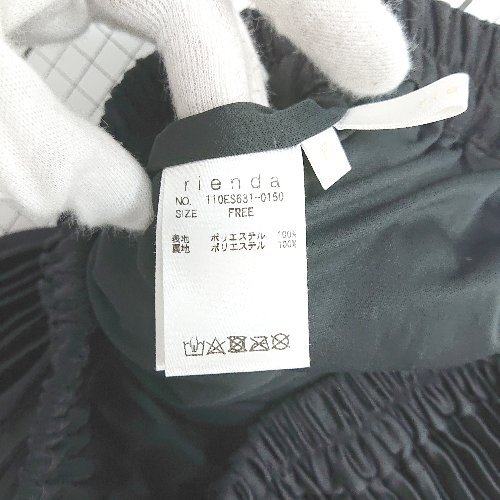 rienda
NO. 110ES631-0150
SIZE FREE
表地 ポリエステル 100%
裏地 ポリエステル 100%